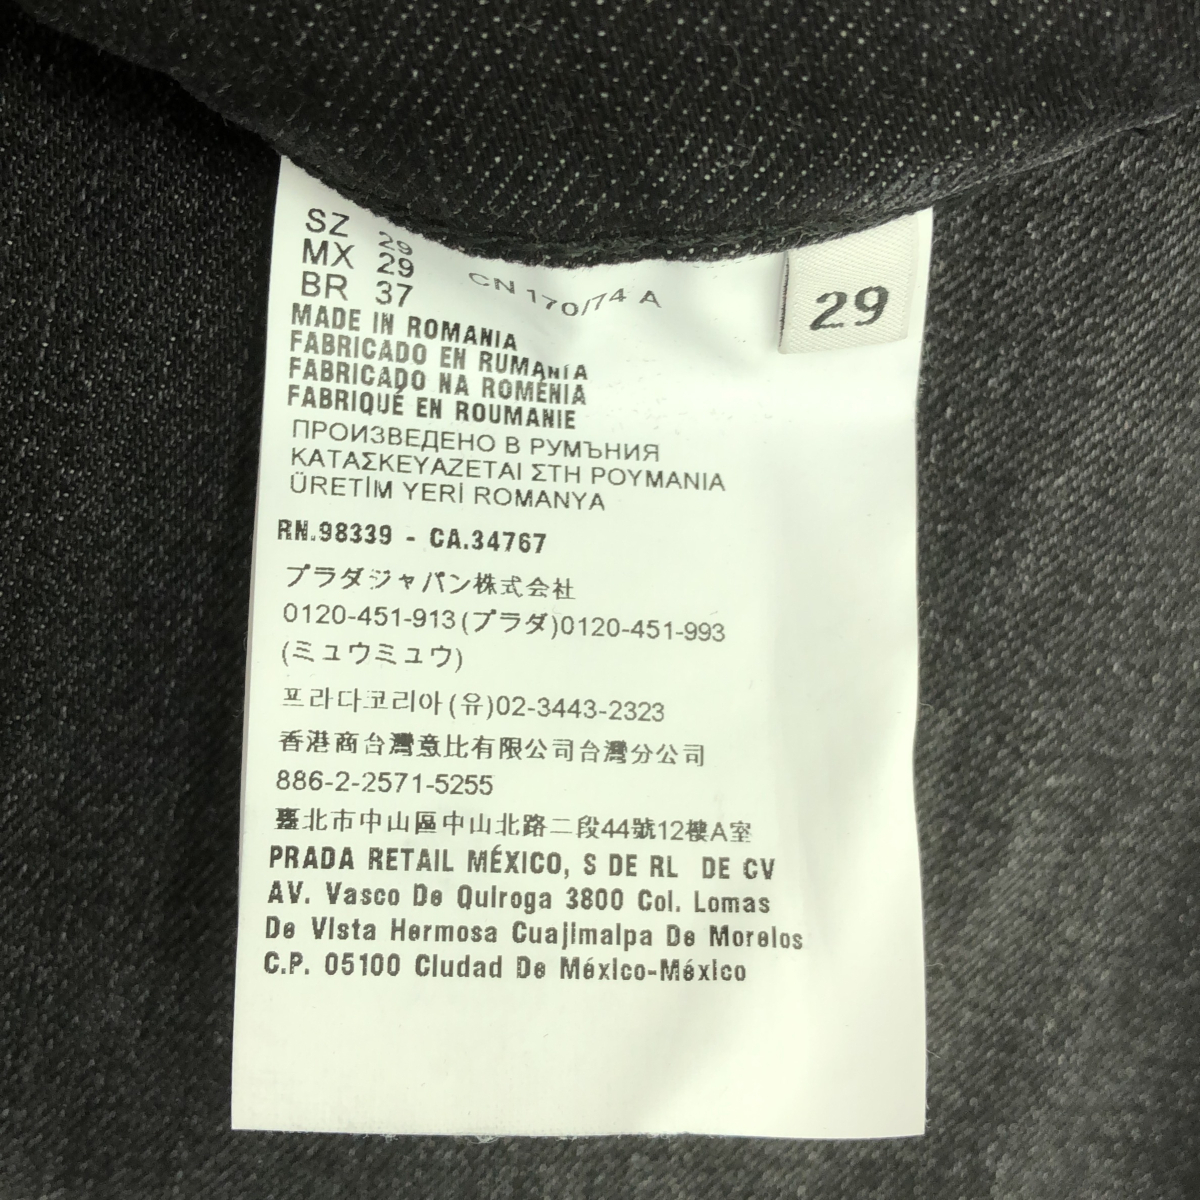 SZ 29
MX 29
BR 37
CN 170/74 A
29
MADE IN ROMANIA
FABRICADO EN RUMANIA
FABRICADO NA ROMÉNIA
FABRIQUÉ EN ROUMANIE
ПРОИЗВЕДЕНО В РУМЪНИЯ
ΚΑΤΑΣΚΕΥΑΖΕΤΑΙ ΣΤΗ ΡΟΥΜΑΝΙΑ
ÜRETİM YERİ ROMANYA
RN.98339 - CA.34767
プラダジャパン株式会社
0120-451-913(プラダ)0120-451-993
(ミュウミュウ)
프라다코리아(유)02-3443-2323
香港商台灣意比有限公司台灣分公司
886-2-2571-5255
臺北市中山區中山北路二段44號12樓A室
PRADA RETAIL MÉXICO, S DE RL DE CV
AV. Vasco De Quiroga 3800 Col. Lomas
De Vista Hermosa Cuajimalpa De Morelos
C.P. 05100 Ciudad De México-México